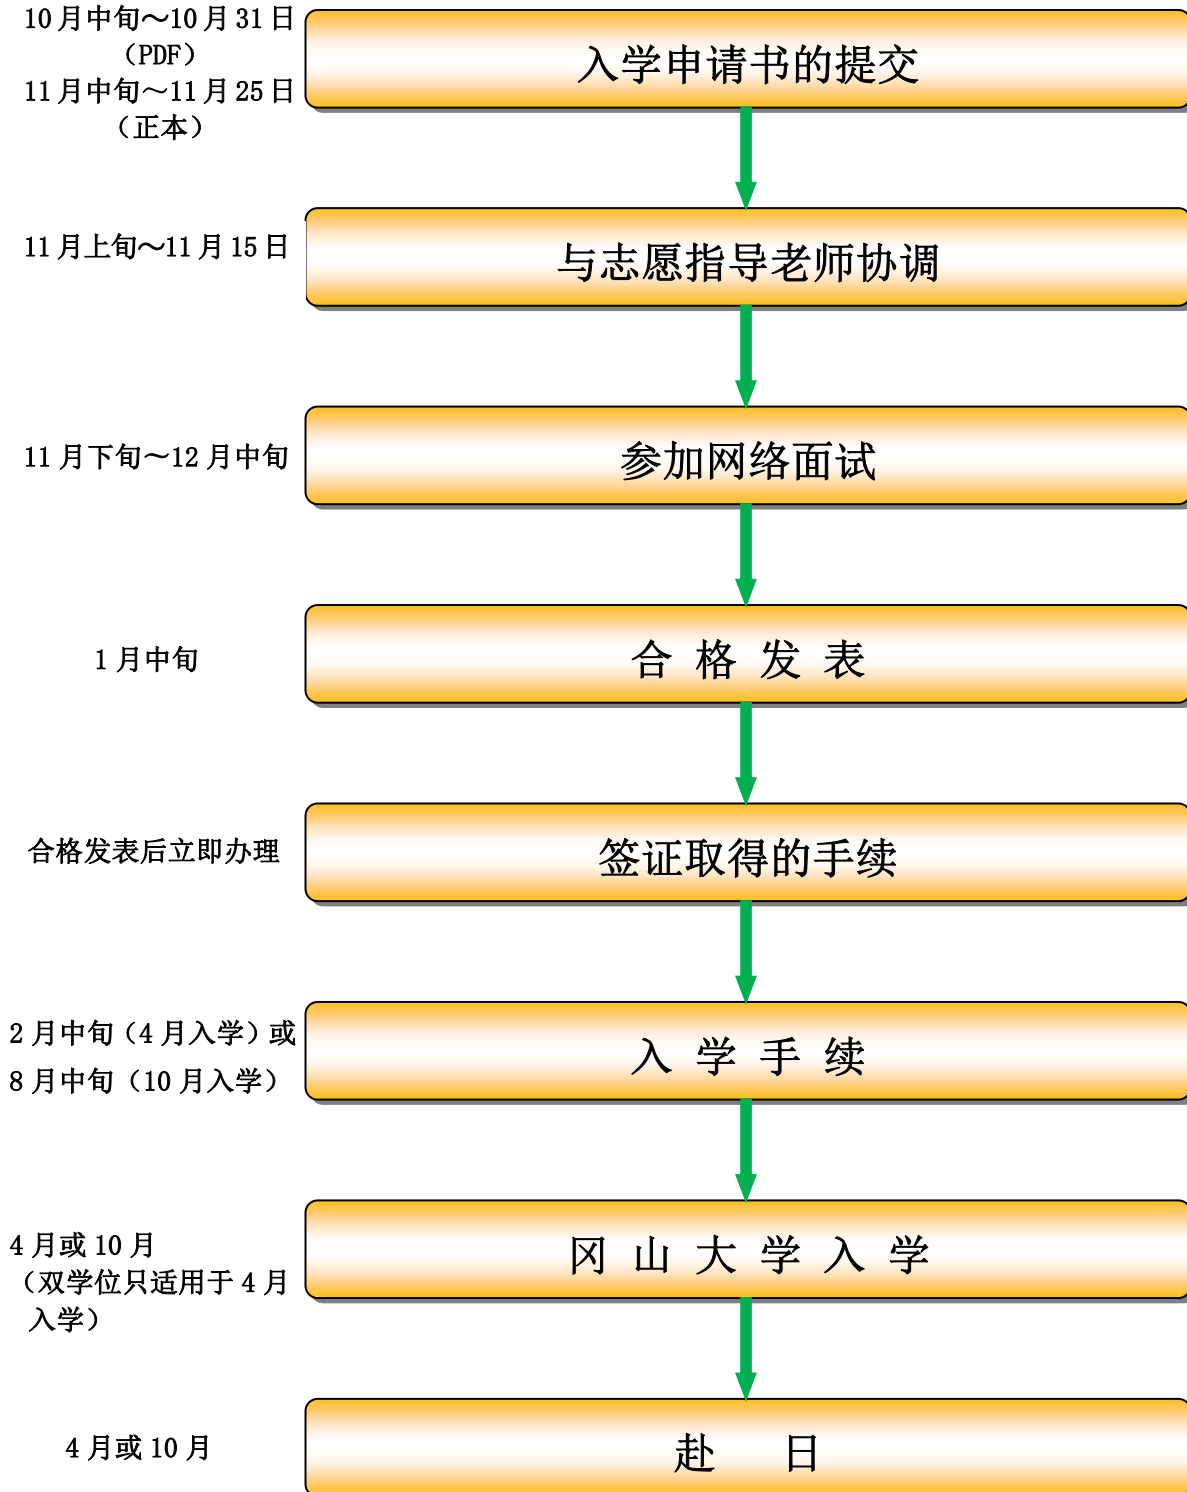 10月中旬～10月31日
（PDF）
11月中旬～11月25日
（正本）
入学申请书的提交
11月上旬～11月15日
与志愿指导老师协调
11月下旬～12月中旬
参加网络面试
1月中旬
合格发表
合格发表后立即办理
签证取得的手续
2月中旬（4月入学）或
8月中旬（10月入学）
入学手续
4月或10月
（双学位只适用于4月
入学）
冈山大学入学
4月或10月
赴 日